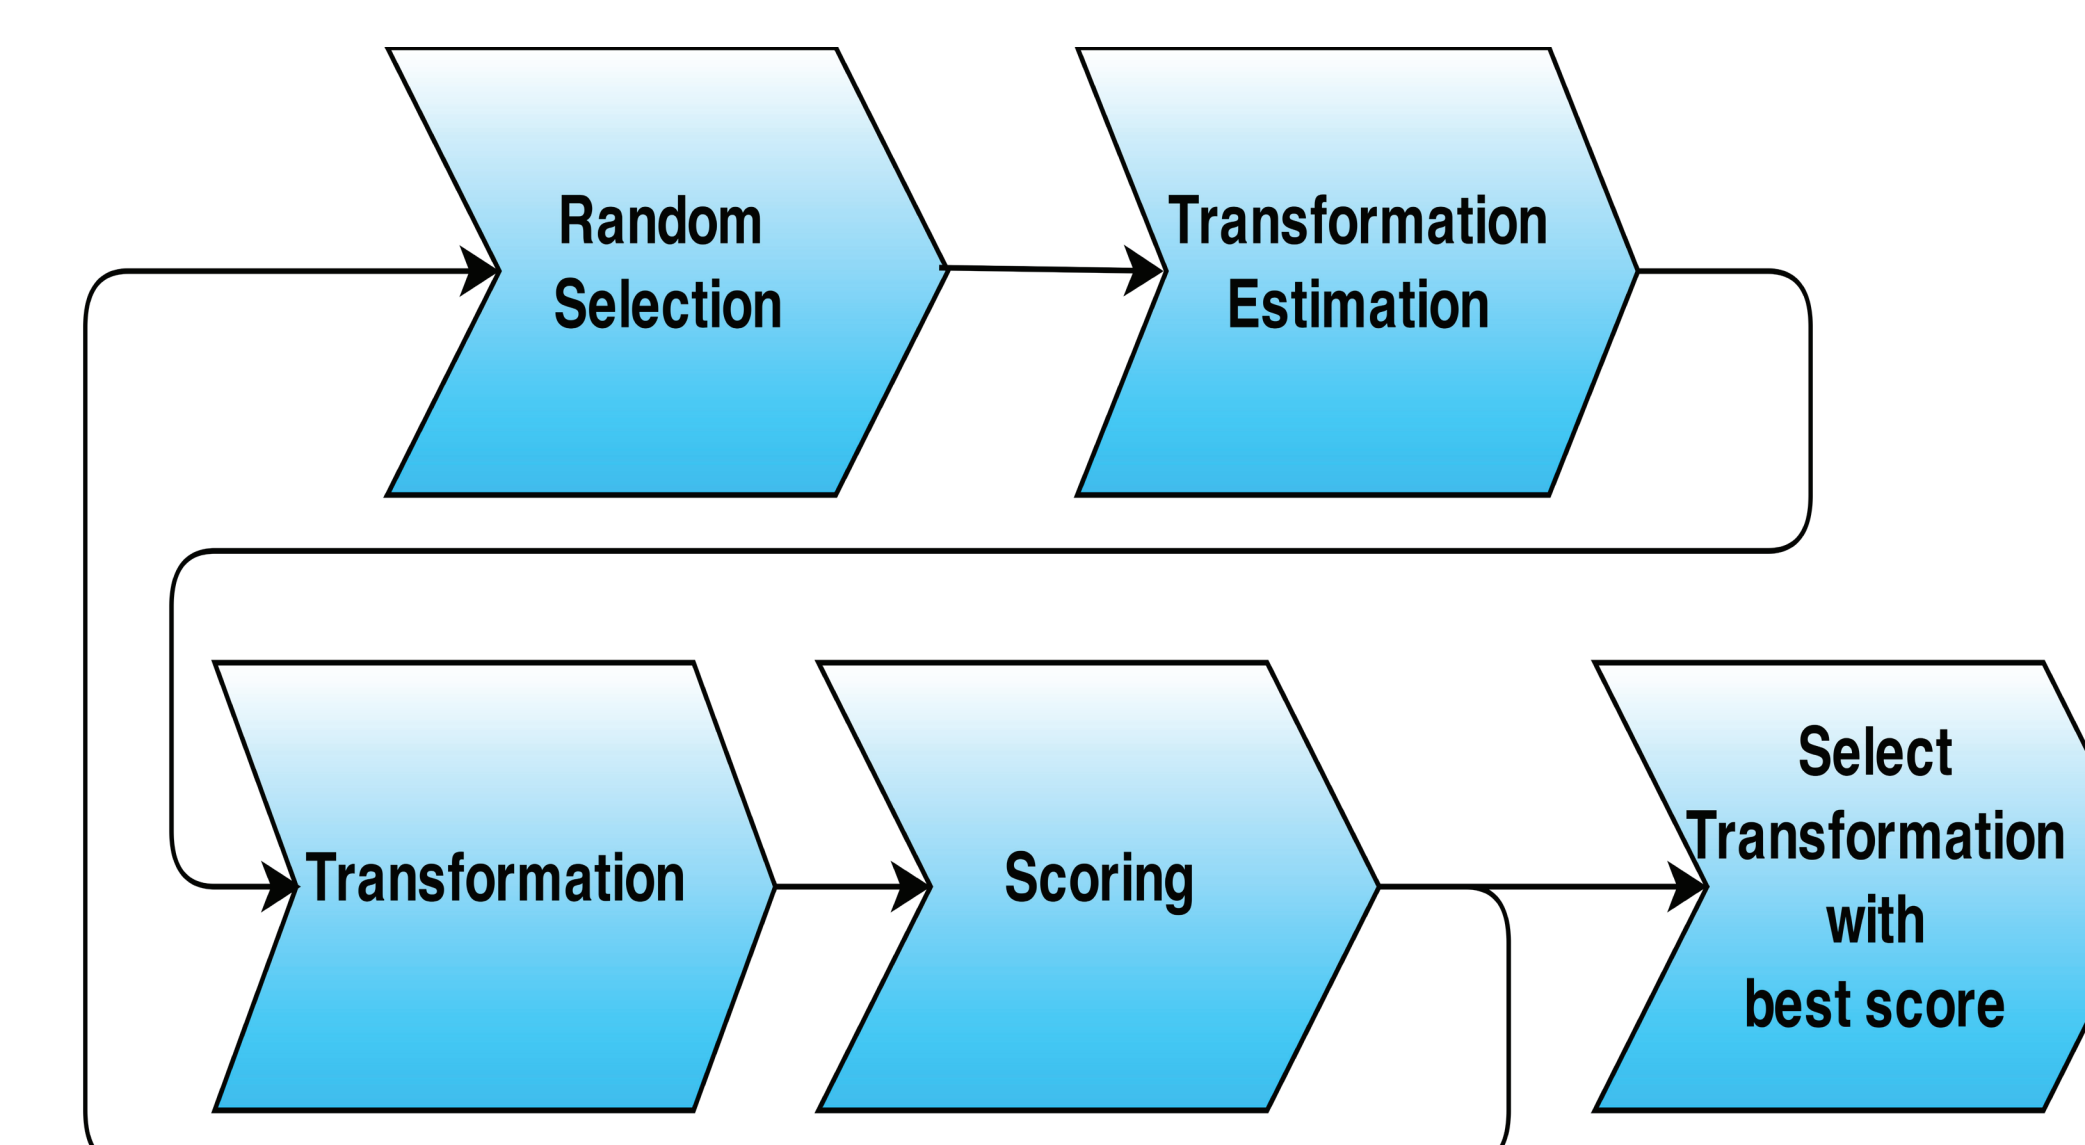 Random
Selection
Transformation
Estimation
Transformation
Scoring
Select
Transformation
with
best score